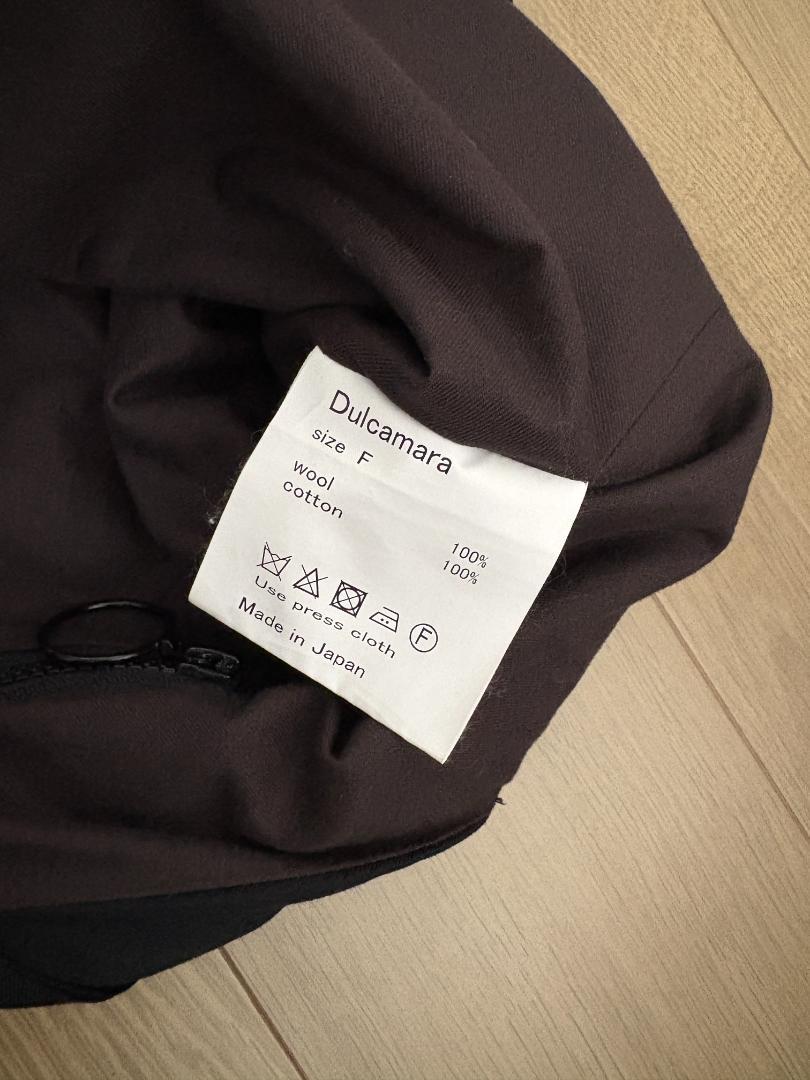 Dulcamara
size F
wool 100%
cotton 100%
F
Use press cloth
Made in Japan